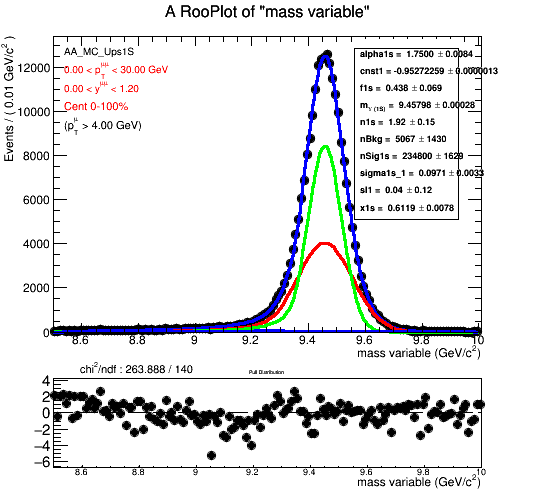 A RooPlot of "mass variable"
Events / ( 0.01 GeV/c² )
12000
10000
8000
6000
4000
2000
0
AA_MC_Ups1S
0.00 < p_T^μμ < 30.00 GeV
0.00 < y^μμ < 1.20
Cent 0-100%
(p_T^μ > 4.00 GeV)
alpha1s = 1.7500 ± 0.0084
cnst1 = -0.95272259 ± 0.0000013
f1s = 0.438 ± 0.069
m_ϒ(1S) = 9.45798 ± 0.00028
n1s = 1.92 ± 0.15
nBkg = 5067 ± 1430
nSig1s = 234800 ± 1629
sigma1s_1 = 0.0971 ± 0.0033
sl1 = 0.04 ± 0.12
x1s = 0.6119 ± 0.0078
8.6 8.8 9 9.2 9.4 9.6 9.8 10
mass variable (GeV/c²)
chi²/ndf : 263.888 / 140
Pull Distribution
4
2
0
−2
−4
−6
8.6 8.8 9 9.2 9.4 9.6 9.8 10
mass variable (GeV/c²)